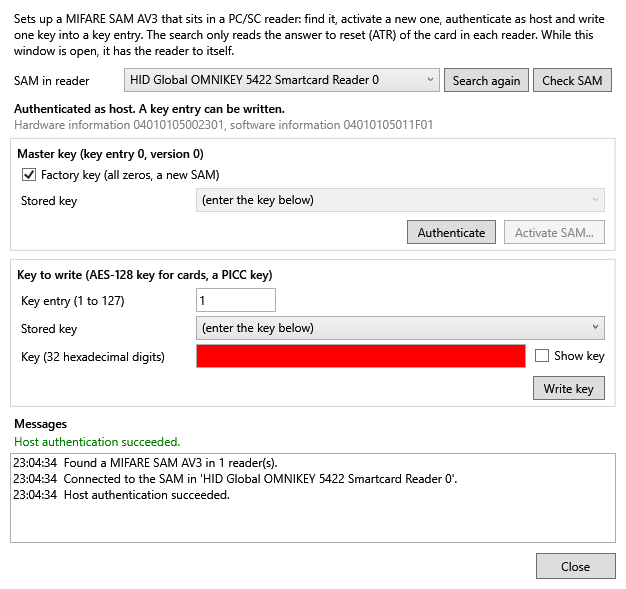 Sets up a MIFARE SAM AV3 that sits in a PC/SC reader: find it, activate a new one, authenticate as host and write
one key into a key entry. The search only reads the answer to reset (ATR) of the card in each reader. While this
window is open, it has the reader to itself.
SAM in reader
HID Global OMNIKEY 5422 Smartcard Reader 0
Search again
Check SAM
Authenticated as host. A key entry can be written.
Hardware information 04010105002301, software information 04010105011F01
Master key (key entry 0, version 0)
Factory key (all zeros, a new SAM)
Stored key
(enter the key below)
Authenticate
Activate SAM...
Key to write (AES-128 key for cards, a PICC key)
Key entry (1 to 127)
1
Stored key
(enter the key below)
Key (32 hexadecimal digits)
Show key
Write key
Messages
Host authentication succeeded.
23:04:34 Found a MIFARE SAM AV3 in 1 reader(s).
23:04:34 Connected to the SAM in 'HID Global OMNIKEY 5422 Smartcard Reader 0'.
23:04:34 Host authentication succeeded.
Close